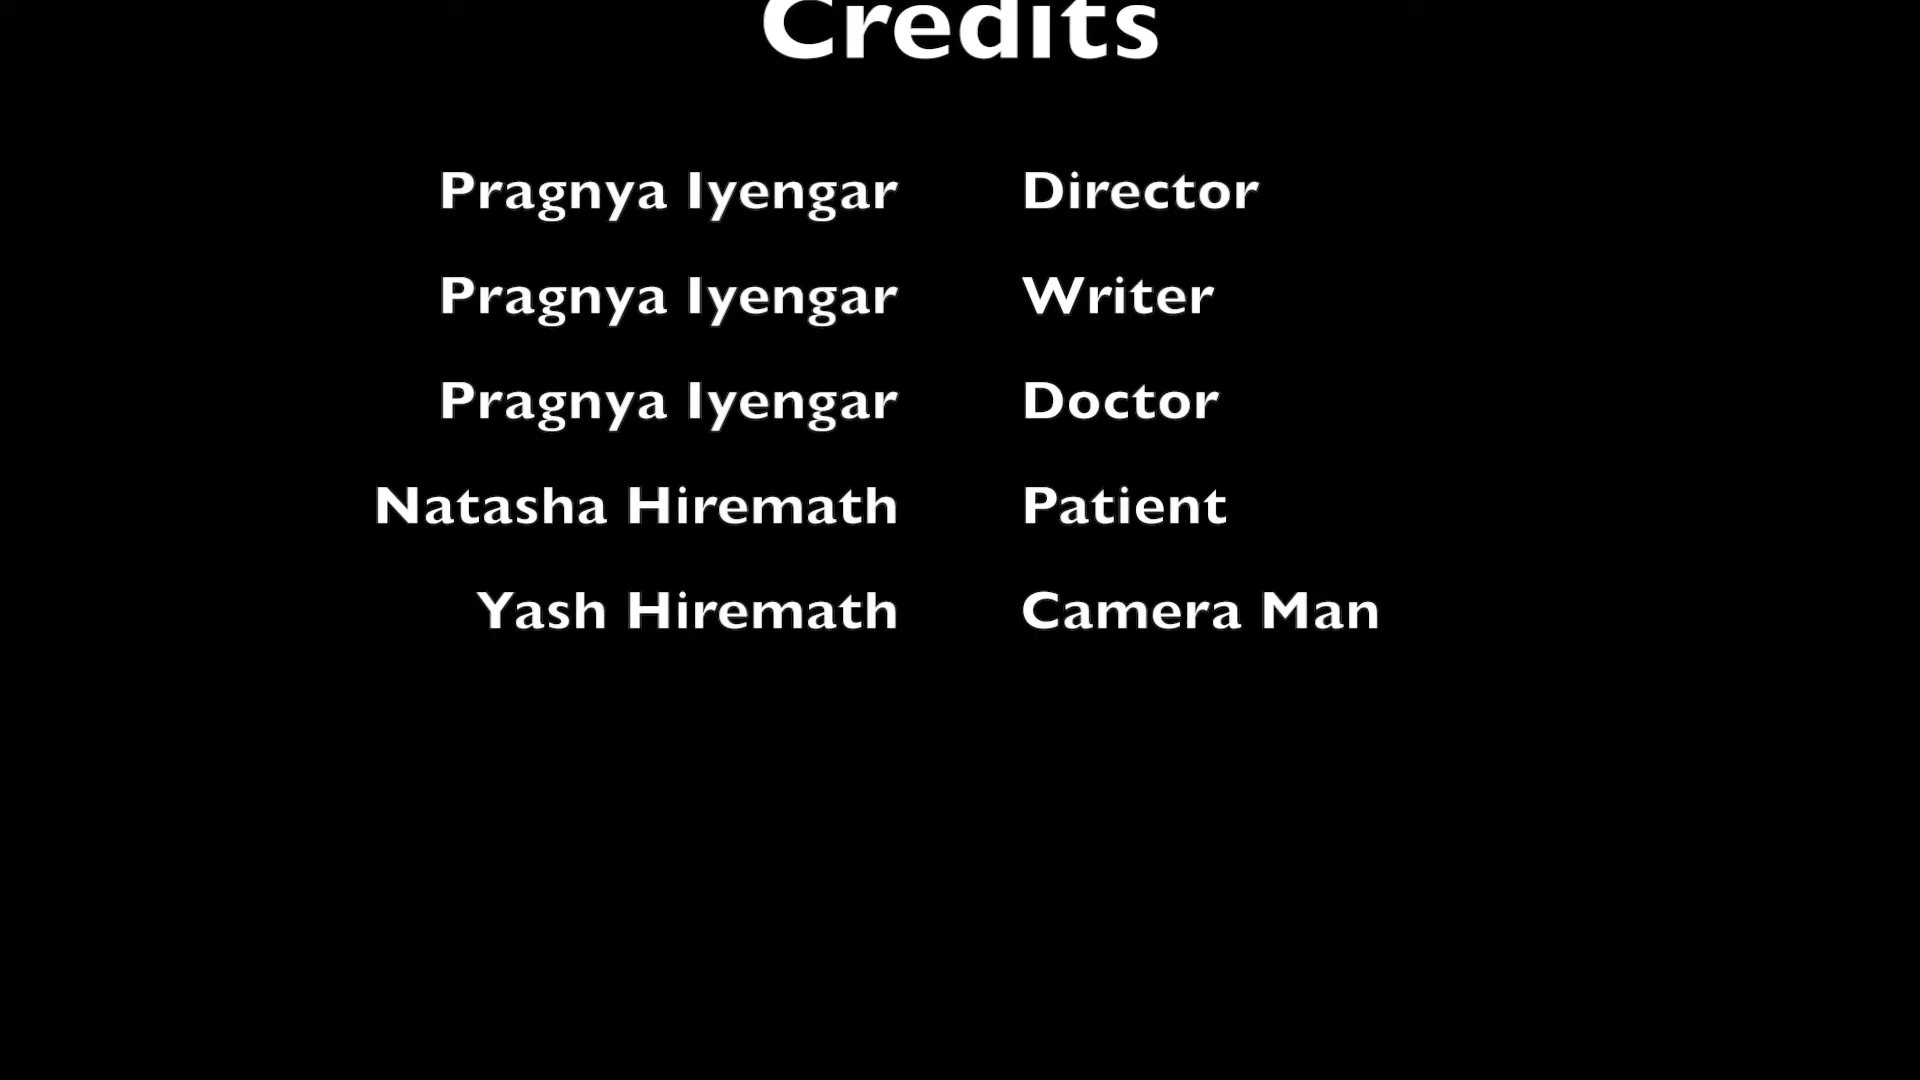 Credits
Pragnya Iyengar Director
Pragnya Iyengar Writer
Pragnya Iyengar Doctor
Natasha Hiremath Patient
Yash Hiremath Camera Man